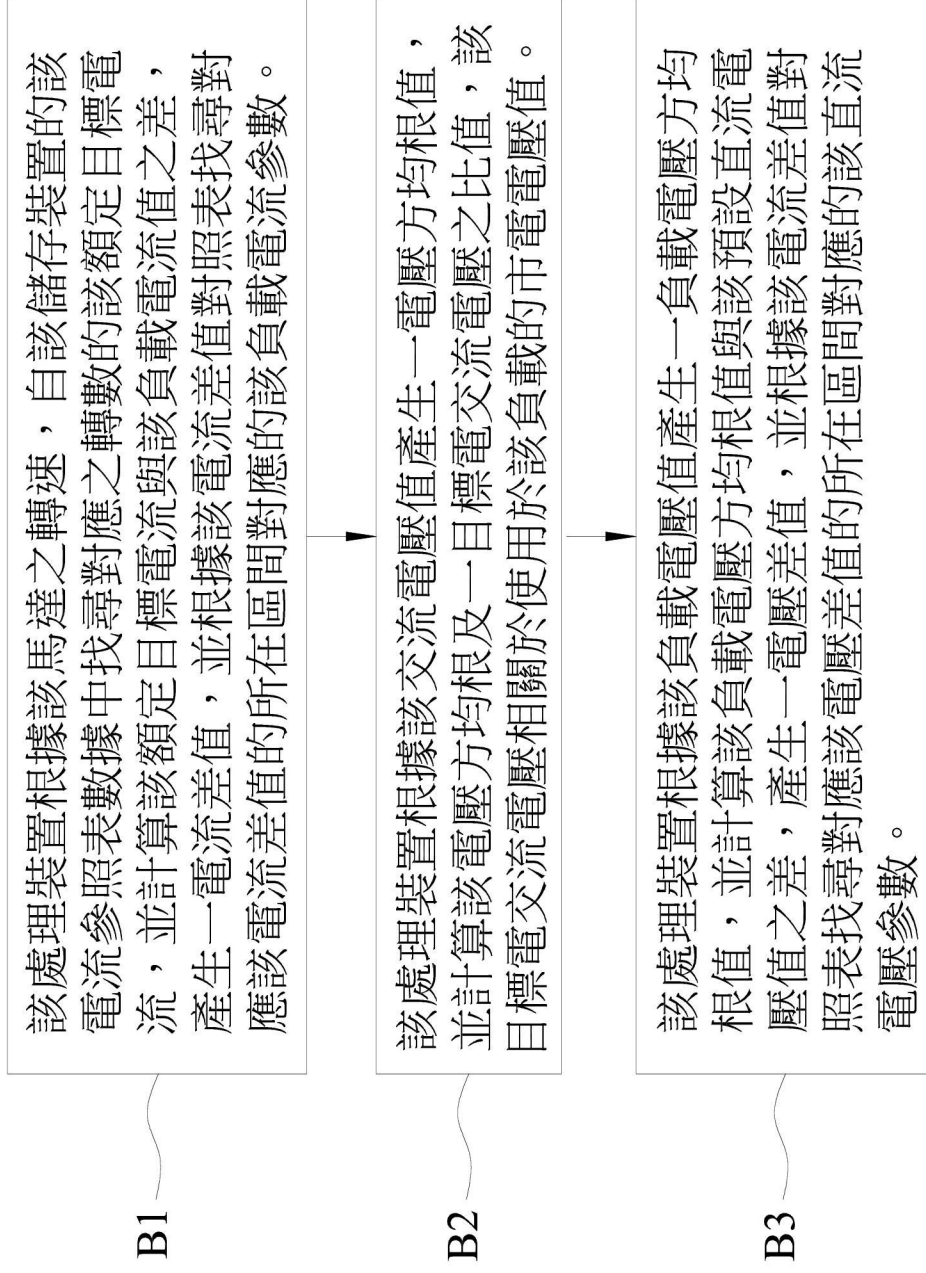 B1
該處理裝置根據該馬達之轉速，自該儲存裝置的該
電流參照表數據中找尋對應之轉數的該額定目標電
流，並計算該額定目標電流與該負載電流值之差，
產生一電流差值，並根據該電流差值對照表找尋對
應該電流差值的所在區間對應的該負載電流參數。
B2
該處理裝置根據該交流電壓值產生一電壓方均根值，
並計算該電壓方均根及一目標電交流電壓之比值，該
目標電交流電壓相關於使用於該負載的市電電壓值。
B3
該處理裝置根據該負載電壓值產生一負載電壓方均
根值，並計算該負載電壓方均根值與該預設直流電
壓值之差，產生一電壓差值，並根據該電流差值對
照表找尋對應該電壓差值的所在區間對應的該直流
電壓參數。